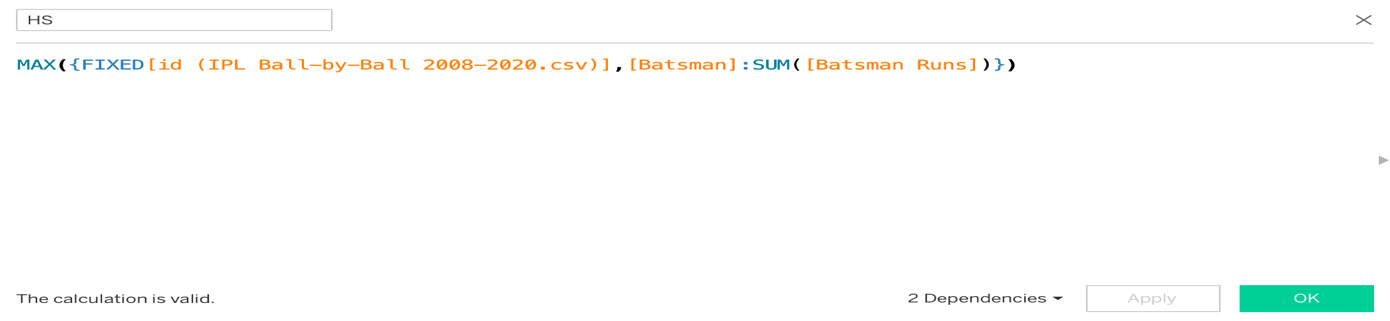 HS
MAX({FIXED[id (IPL Ball–by–Ball 2008–2020.csv)],[Batsman]:SUM([Batsman Runs])})
The calculation is valid.
2 Dependencies
Apply
OK